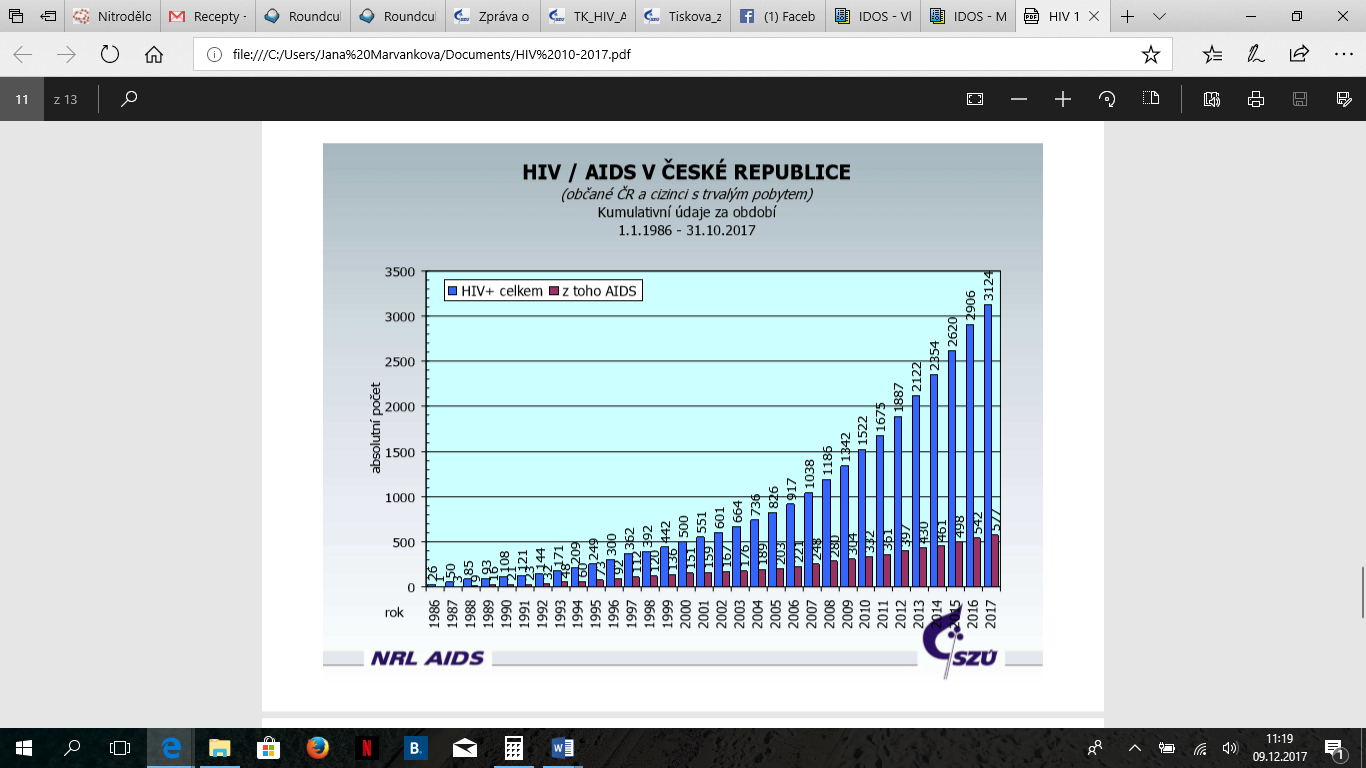 Nitrodělo
Recepty -
Roundcul
Roundcul
Zpráva o
TK_HIV_A
Tiskova_z
(1) Faceb
IDOS - Vl
IDOS - M
HIV 1
file:///C:/Users/Jana%20Marvankova/Documents/HIV%2010-2017.pdf
11 z 13
HIV / AIDS V ČESKÉ REPUBLICE
(občané ČR a cizinci s trvalým pobytem)
Kumulativní údaje za období
1.1.1986 - 31.10.2017
HIV+ celkem z toho AIDS
absolutní počet
3500
3000
2500
2000
1500
1000
500
0
26 50 85 93 108 121 144 171 209 249 300 362 392 442 500 551 601 664 736 826 917 1038 1186 1342 1522 1675 1887 2122 2354 2620 2906 3124
1 3 9 16 48 60 73 92 112 120 136 151 159 167 176 189 203 221 248 280 304 332 361 397 430 461 498 542 577
rok
1986 1987 1988 1989 1990 1991 1992 1993 1994 1995 1996 1997 1998 1999 2000 2001 2002 2003 2004 2005 2006 2007 2008 2009 2010 2011 2012 2013 2014 2015 2016 2017
NRL AIDS
SZÚ
11:19
09.12.2017